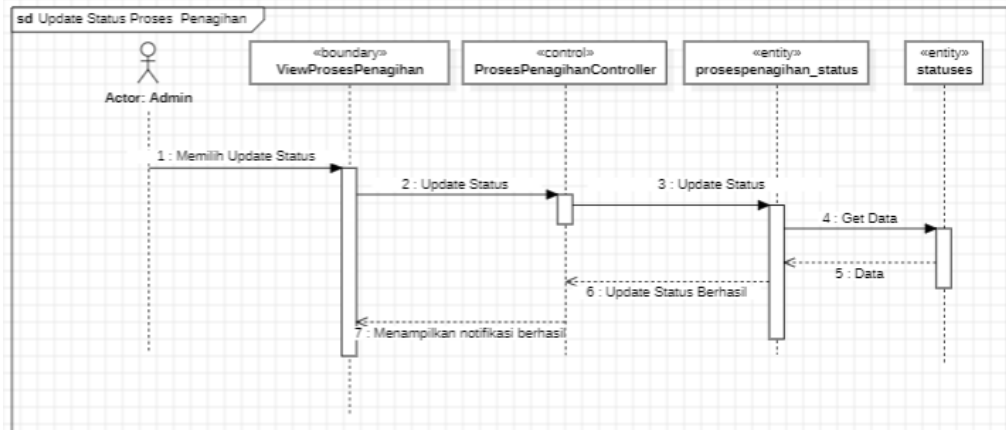 sd Update Status Proses Penagihan
Actor: Admin
«boundary»
ViewProsesPenagihan
«control»
ProsesPenagihanController
«entity»
prosespenagihan_status
«entity»
statuses
1 : Memilih Update Status
2 : Update Status
3 : Update Status
4 : Get Data
5 : Data
6 : Update Status Berhasil
7 : Menampilkan notifikasi berhasil